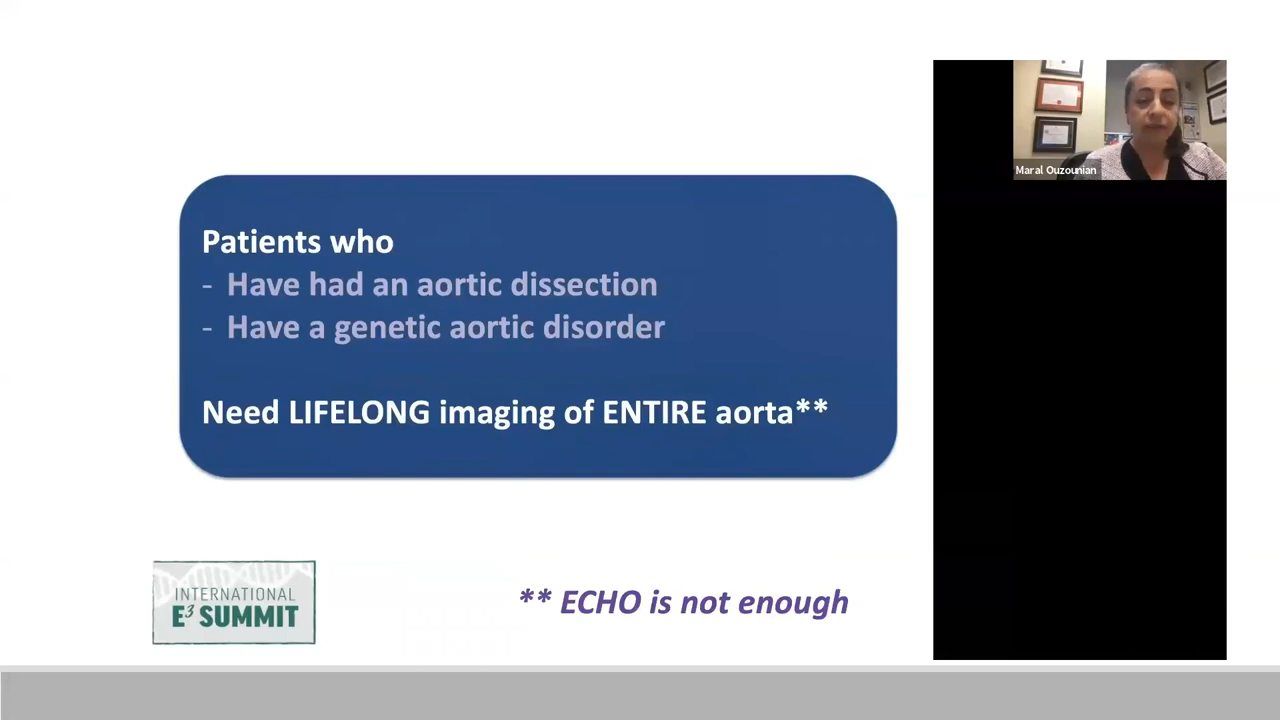 Patients who
- Have had an aortic dissection
- Have a genetic aortic disorder
Need LIFELONG imaging of ENTIRE aorta**
** ECHO is not enough
INTERNATIONAL
E³ SUMMIT
Maral Ouzounian